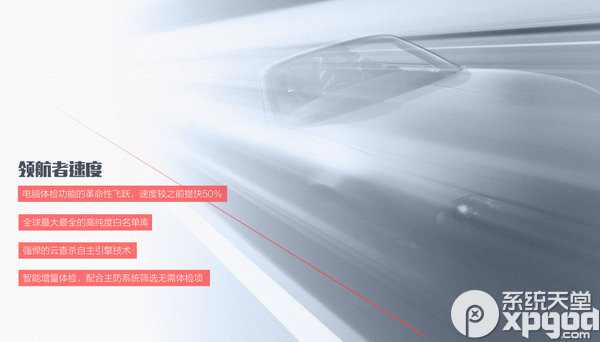 领航者速度
电脑体检功能的革命性飞跃，速度较之前提快50%
全球最大最全的高纯度白名单库
强悍的云查杀自主引擎技术
智能增量体检，配合主防系统筛选无需体检项
系统天堂
xpgod.com